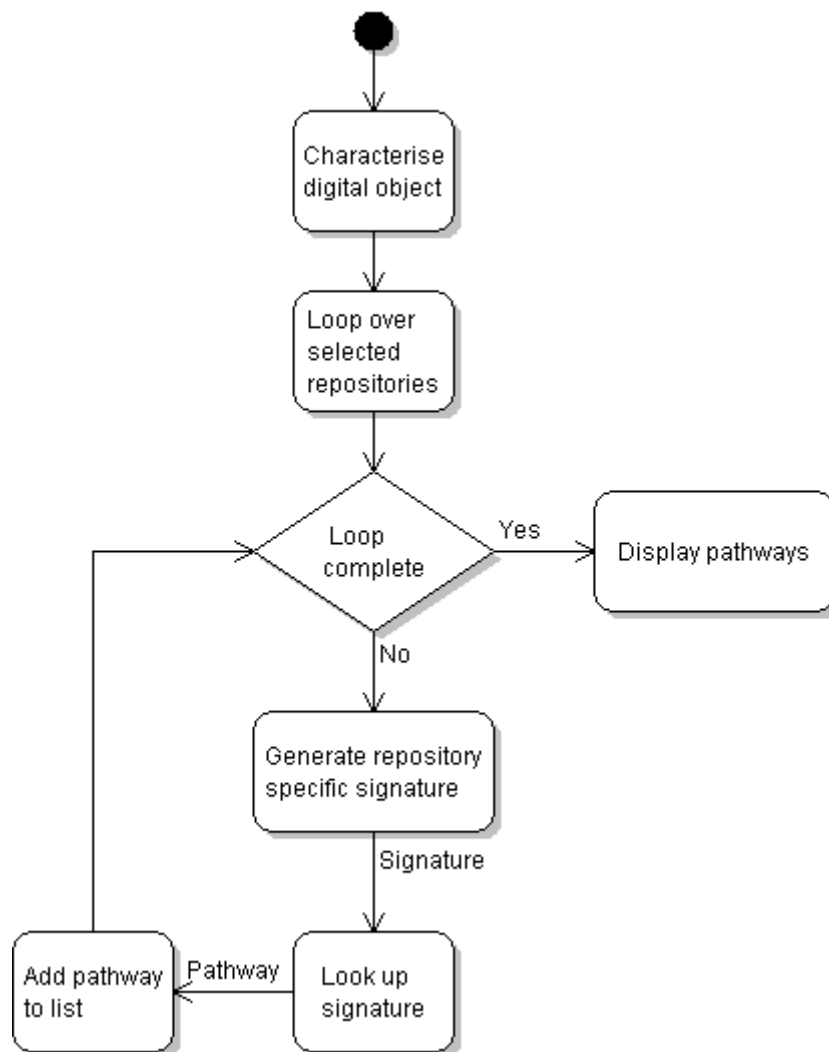 Characterise
digital object
Loop over
selected
repositories
Loop
complete
Yes
Display pathways
No
Generate repository
specific signature
Signature
Add pathway
to list
Pathway
Look up
signature